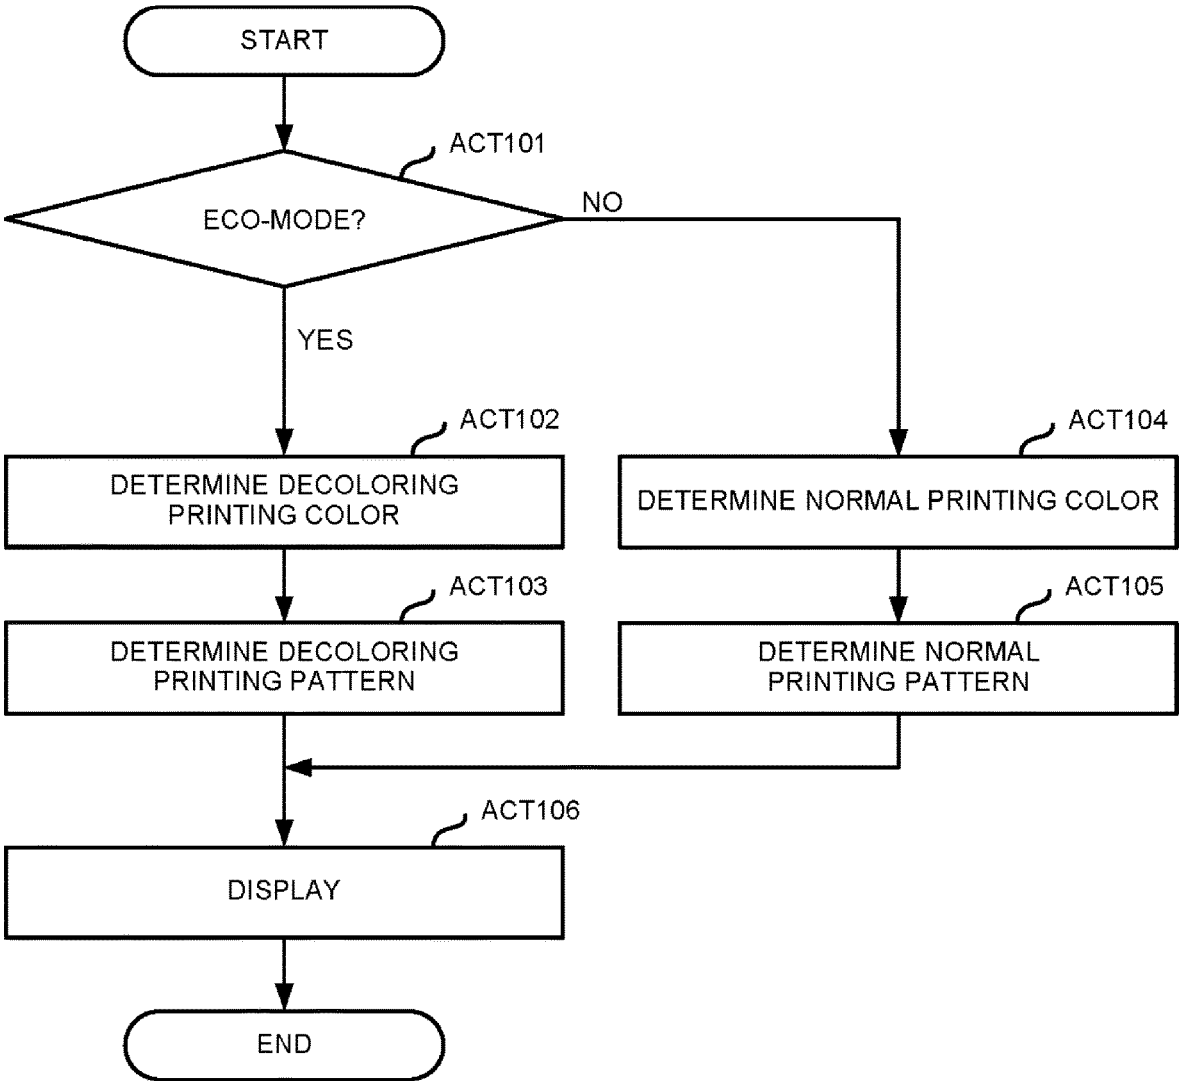 START
ACT101
ECO-MODE?
NO
YES
ACT102
DETERMINE DECOLORING
PRINTING COLOR
ACT104
DETERMINE NORMAL PRINTING COLOR
ACT103
DETERMINE DECOLORING
PRINTING PATTERN
ACT105
DETERMINE NORMAL
PRINTING PATTERN
ACT106
DISPLAY
END